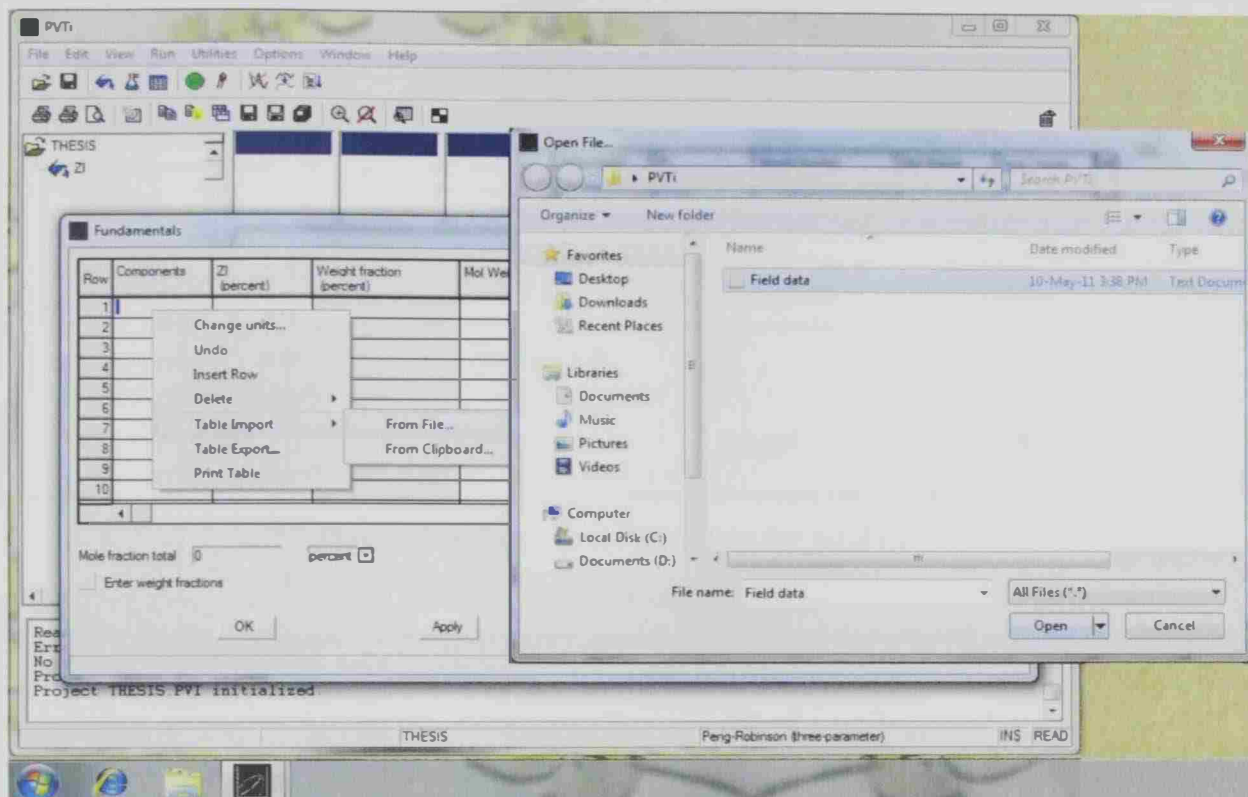 PVTi
File Edit View Run Utilities Options Window Help
THESIS
ZI
Fundamentals
Row Components ZI (percent) Weight fraction (percent) Mol Wei
1
2
3
4
5
6
7
8
9
10
Change units...
Undo
Insert Row
Delete
Table Import
Table Export...
Print Table
From File...
From Clipboard...
Mole fraction total 0 percent
Enter weight fractions
OK Apply
Open File...
PVTi Search PVTi
Organize New folder
Favorites
Desktop
Downloads
Recent Places
Libraries
Documents
Music
Pictures
Videos
Computer
Local Disk (C:)
Documents (D:)
Name Date modified Type
Field data 10-May-11 3:38 PM Text Docum
File name: Field data All Files (*.*)
Open Cancel
Rea
Err
No
Pro
Project THESIS PVI initialized.
THESIS Peng-Robinson (three-parameter) INS READ